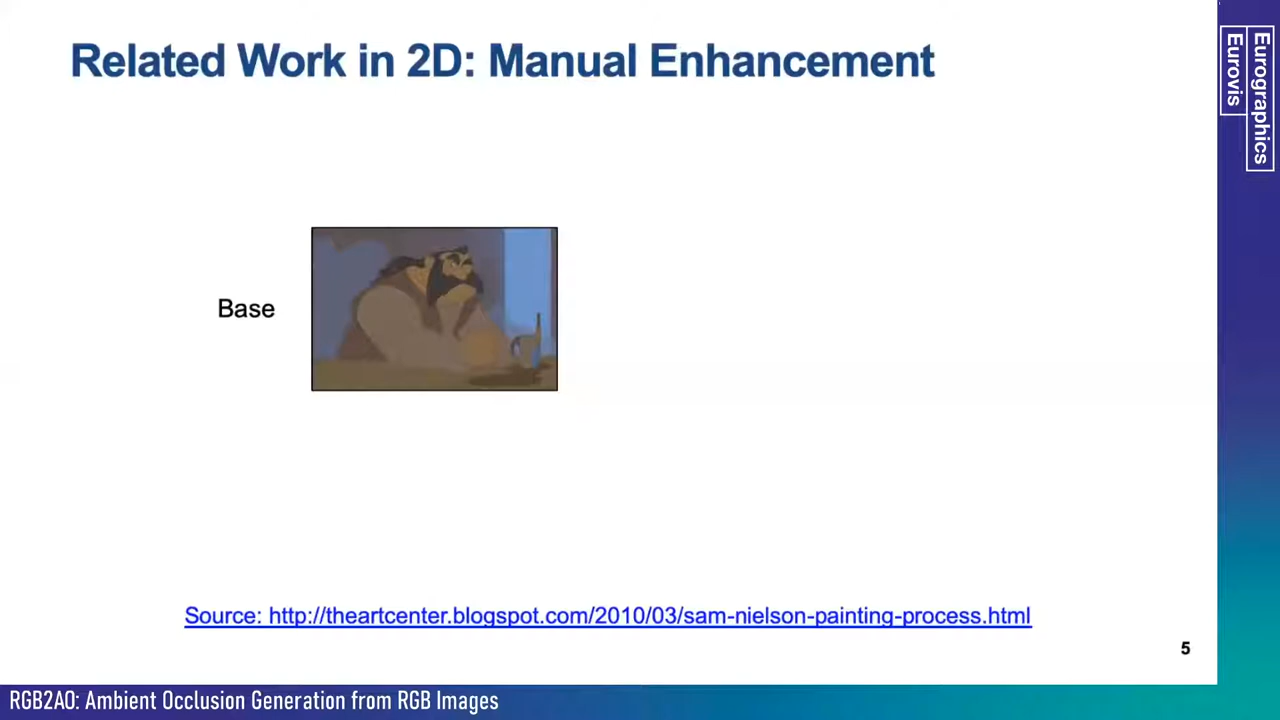 Related Work in 2D: Manual Enhancement
Eurographics
Eurovis
Base
Source: http://theartcenter.blogspot.com/2010/03/sam-nielson-painting-process.html
5
RGB2AO: Ambient Occlusion Generation from RGB Images